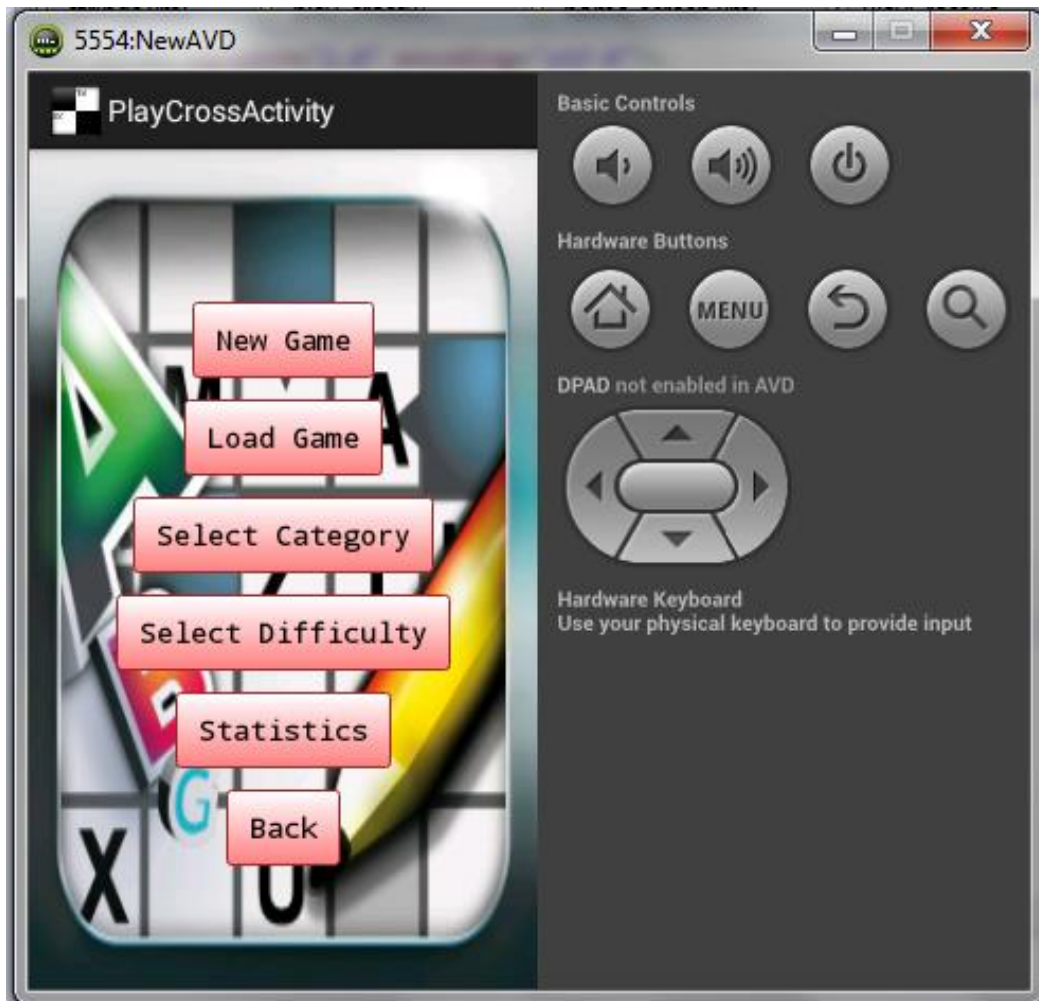 5554:NewAVD
PlayCrossActivity
New Game
Load Game
Select Category
Select Difficulty
Statistics
Back
A
G
X
U
Basic Controls
Hardware Buttons
MENU
DPAD not enabled in AVD
Hardware Keyboard
Use your physical keyboard to provide input